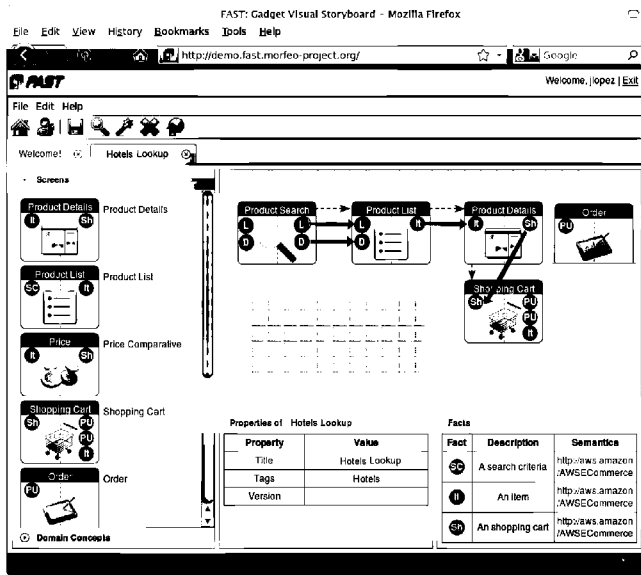 FAST: Gadget Visual Storyboard - Mozilla Firefox
File Edit View History Bookmarks Tools Help
http://demo.fast.morfeo-project.org/
Google
FAST
Welcome, jlopez | Exit
File Edit Help
Welcome!
Hotels Lookup
Screens
Product Details
It
Sh
Product Details
Product List
SC
It
Product List
Price
It
Sh
Price Comparative
Shopping Cart
Sh
PU
PU
It
Shopping Cart
Order
PU
Order
Domain Concepts
Product Search
L
L
D
D
Product List
L
It
D
Product Details
It
Sh
Order
PU
Shopping Cart
Sh
PU
PU
It
Properties of Hotels Lookup
Property Value
Title Hotels Lookup
Tags Hotels
Version
Facts
Fact Description Semantics
SC A search criteria http://aws.amazon
/AWSECommerce
It An item http://aws.amazon
/AWSECommerce
Sh An shopping cart http://aws.amazon
/AWSECommerce